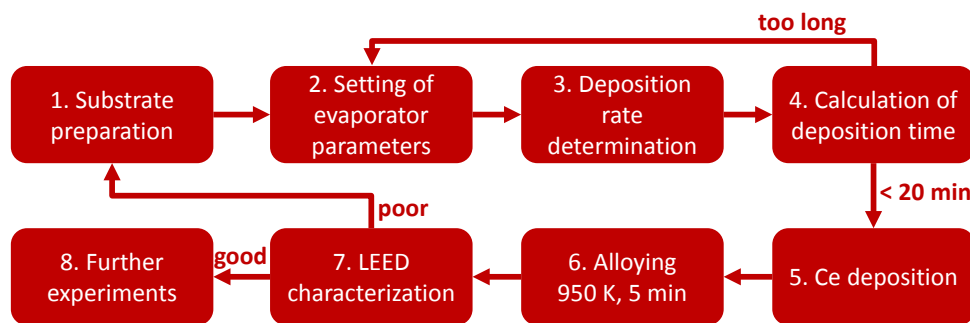 too long
1. Substrate
preparation
2. Setting of
evaporator
parameters
3. Deposition
rate
determination
4. Calculation of
deposition time
< 20 min
poor
8. Further
experiments
good
7. LEED
characterization
6. Alloying
950 K, 5 min
5. Ce deposition